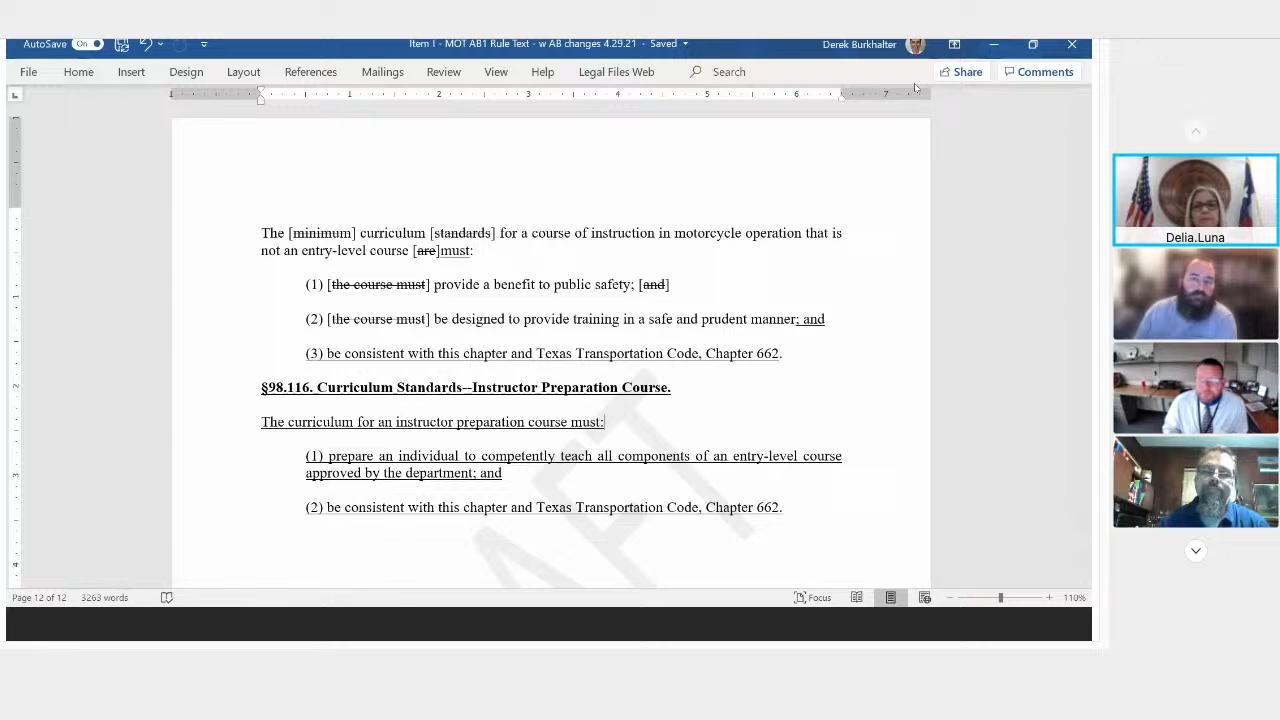 AutoSave On Item I - MOT AB1 Rule Text - w AB changes 4.29.21 - Saved Derek Burkhalter
File Home Insert Design Layout References Mailings Review View Help Legal Files Web Search Share Comments
1 2 3 4 5 6 7
The [minimum] curriculum [standards] for a course of instruction in motorcycle operation that is
not an entry-level course [are]must:
(1) [the course must] provide a benefit to public safety; [and]
(2) [the course must] be designed to provide training in a safe and prudent manner; and
(3) be consistent with this chapter and Texas Transportation Code, Chapter 662.
§98.116. Curriculum Standards--Instructor Preparation Course.
The curriculum for an instructor preparation course must:
(1) prepare an individual to competently teach all components of an entry-level course
approved by the department; and
(2) be consistent with this chapter and Texas Transportation Code, Chapter 662.
AFT
Page 12 of 12 3263 words Focus 110%
Delia.Luna